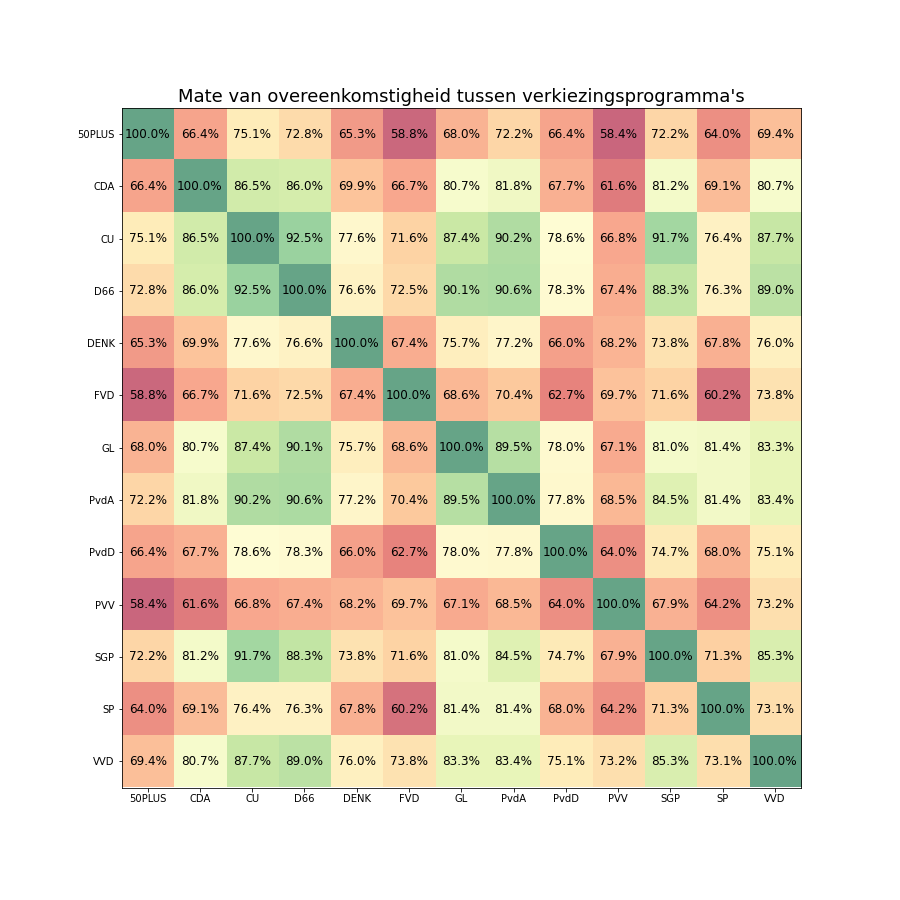 Mate van overeenkomstigheid tussen verkiezingsprogramma's
50PLUS 100.0% 66.4% 75.1% 72.8% 65.3% 58.8% 68.0% 72.2% 66.4% 58.4% 72.2% 64.0% 69.4%
CDA 66.4% 100.0% 86.5% 86.0% 69.9% 66.7% 80.7% 81.8% 67.7% 61.6% 81.2% 69.1% 80.7%
CU 75.1% 86.5% 100.0% 92.5% 77.6% 71.6% 87.4% 90.2% 78.6% 66.8% 91.7% 76.4% 87.7%
D66 72.8% 86.0% 92.5% 100.0% 76.6% 72.5% 90.1% 90.6% 78.3% 67.4% 88.3% 76.3% 89.0%
DENK 65.3% 69.9% 77.6% 76.6% 100.0% 67.4% 75.7% 77.2% 66.0% 68.2% 73.8% 67.8% 76.0%
FVD 58.8% 66.7% 71.6% 72.5% 67.4% 100.0% 68.6% 70.4% 62.7% 69.7% 71.6% 60.2% 73.8%
GL 68.0% 80.7% 87.4% 90.1% 75.7% 68.6% 100.0% 89.5% 78.0% 67.1% 81.0% 81.4% 83.3%
PvdA 72.2% 81.8% 90.2% 90.6% 77.2% 70.4% 89.5% 100.0% 77.8% 68.5% 84.5% 81.4% 83.4%
PvdD 66.4% 67.7% 78.6% 78.3% 66.0% 62.7% 78.0% 77.8% 100.0% 64.0% 74.7% 68.0% 75.1%
PVV 58.4% 61.6% 66.8% 67.4% 68.2% 69.7% 67.1% 68.5% 64.0% 100.0% 67.9% 64.2% 73.2%
SGP 72.2% 81.2% 91.7% 88.3% 73.8% 71.6% 81.0% 84.5% 74.7% 67.9% 100.0% 71.3% 85.3%
SP 64.0% 69.1% 76.4% 76.3% 67.8% 60.2% 81.4% 81.4% 68.0% 64.2% 71.3% 100.0% 73.1%
VVD 69.4% 80.7% 87.7% 89.0% 76.0% 73.8% 83.3% 83.4% 75.1% 73.2% 85.3% 73.1% 100.0%
50PLUS CDA CU D66 DENK FVD GL PvdA PvdD PVV SGP SP VVD